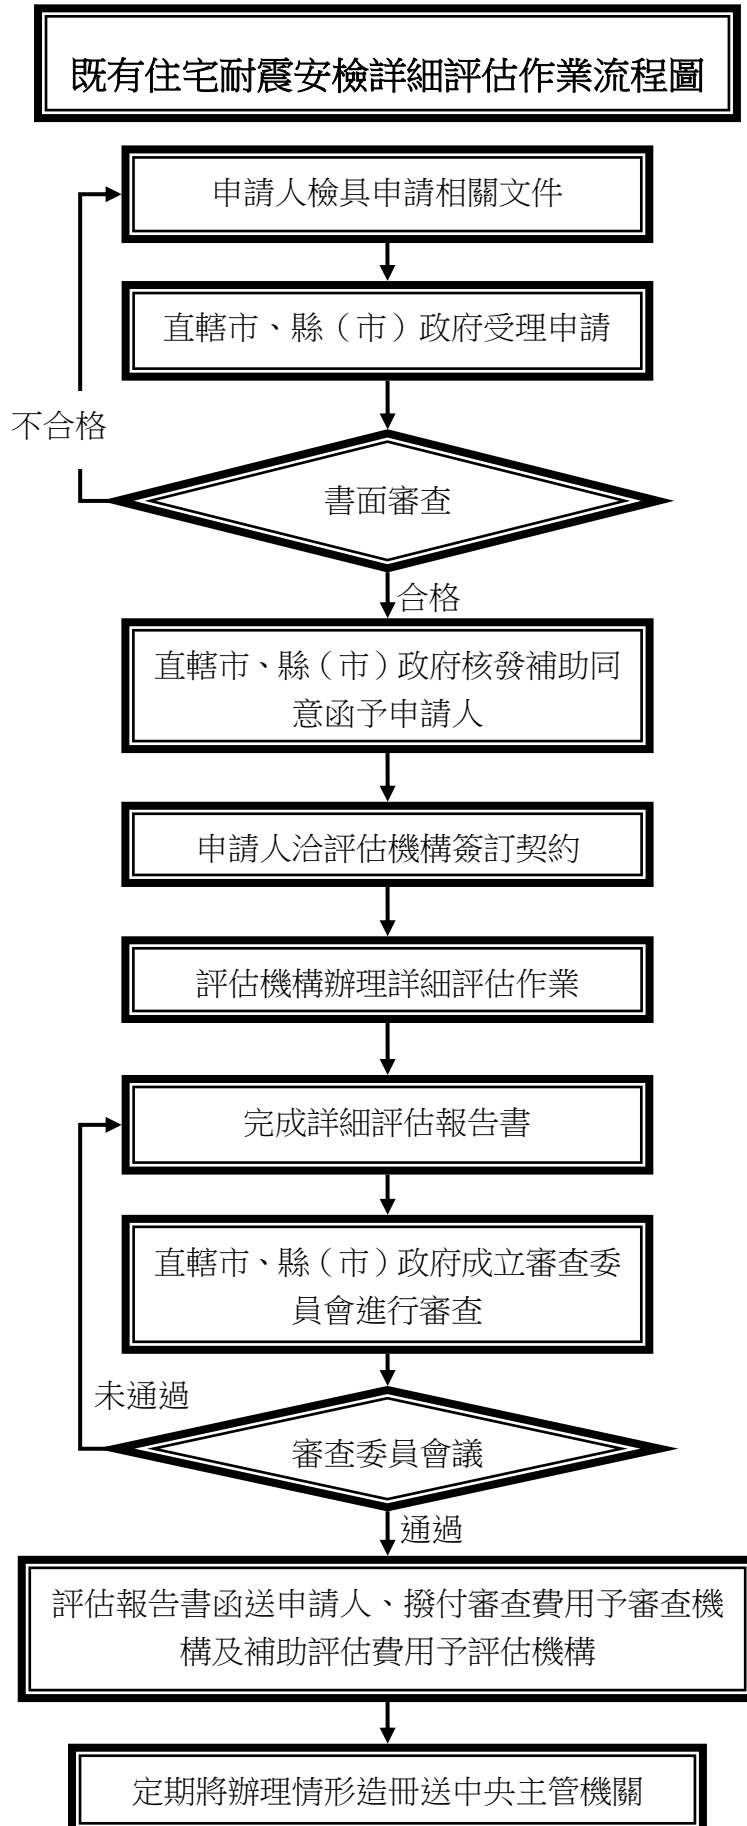 既有住宅耐震安檢詳細評估作業流程圖
申請人檢具申請相關文件
直轄市、縣（市）政府受理申請
不合格
書面審查
合格
直轄市、縣（市）政府核發補助同
意函予申請人
申請人洽評估機構簽訂契約
評估機構辦理詳細評估作業
完成詳細評估報告書
直轄市、縣（市）政府成立審查委
員會進行審查
未通過
審查委員會議
通過
評估報告書函送申請人、撥付審查費用予審查機
構及補助評估費用予評估機構
定期將辦理情形造冊送中央主管機關